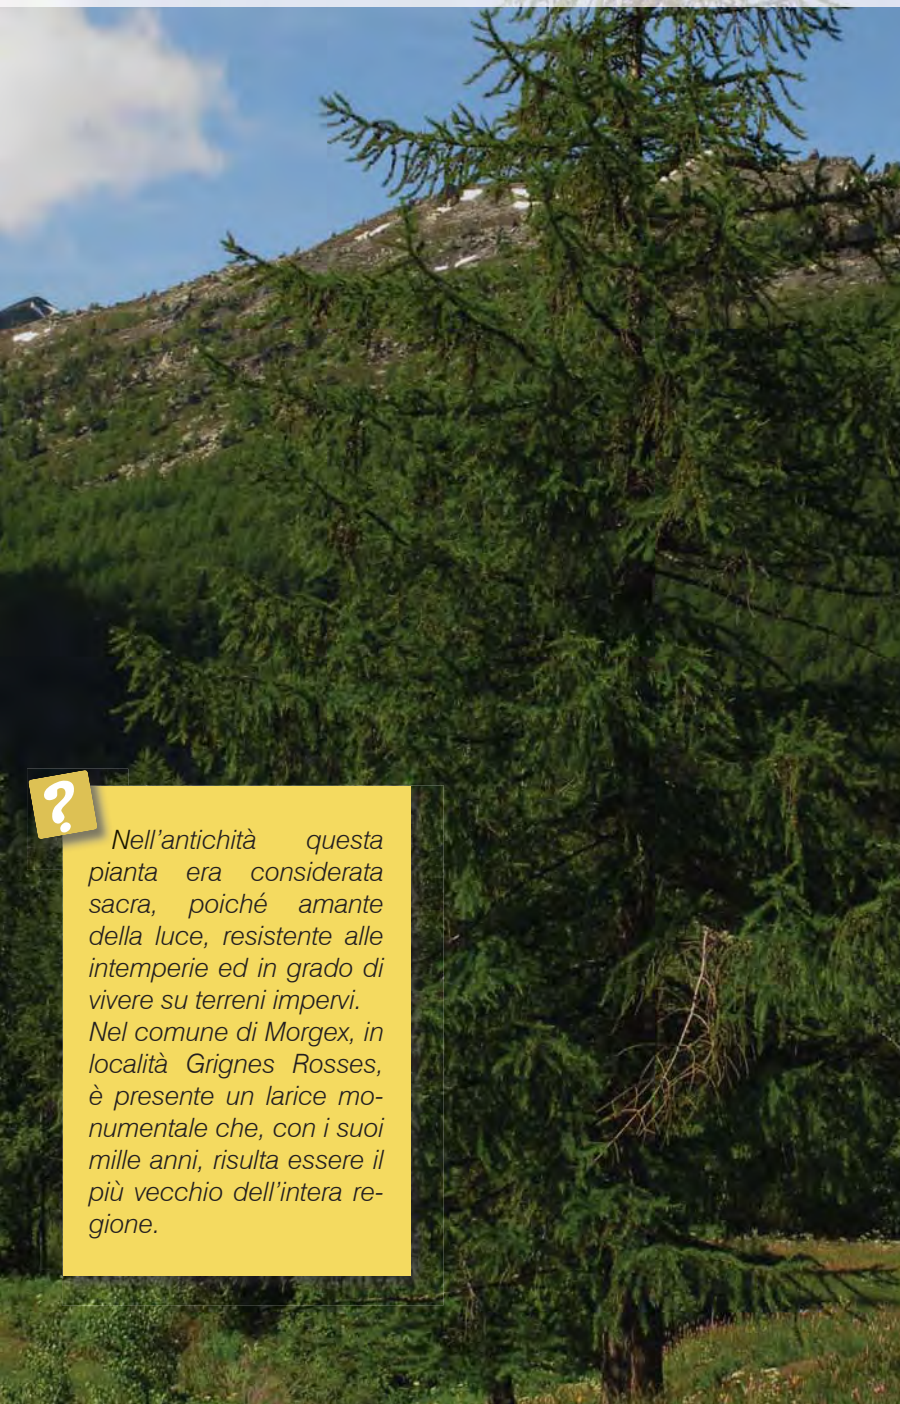 ?
Nell'antichità questa
pianta era considerata
sacra, poiché amante
della luce, resistente alle
intemperie ed in grado di
vivere su terreni impervi.
Nel comune di Morgex, in
località Grignes Rosses,
è presente un larice mo-
numentale che, con i suoi
mille anni, risulta essere il
più vecchio dell'intera re-
gione.